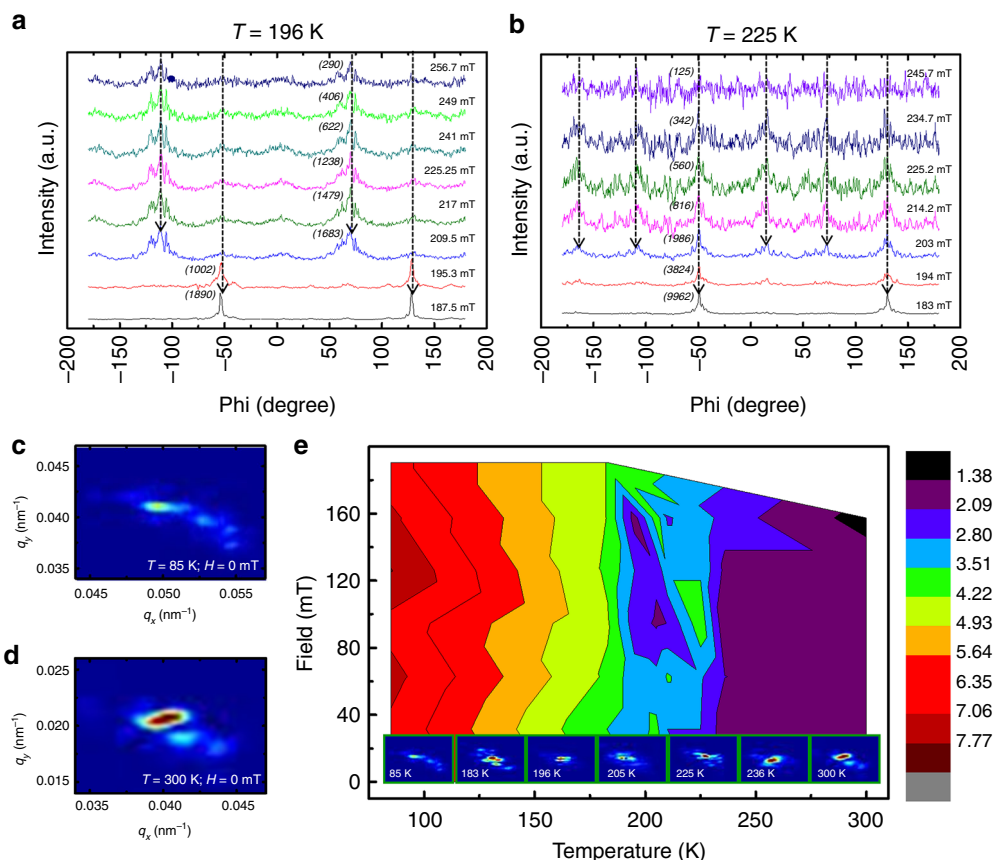 a
T = 196 K
Intensity (a.u.)
(290)
256.7 mT
(406)
249 mT
(622)
241 mT
(1238)
225.25 mT
(1479)
217 mT
(1683)
209.5 mT
(1002)
195.3 mT
(1890)
187.5 mT
−200
−150
−100
−50
0
50
100
150
200
Phi (degree)
b
T = 225 K
Intensity (a.u.)
(125)
245.7 mT
(342)
234.7 mT
(560)
225.2 mT
(816)
214.2 mT
(1986)
203 mT
(3824)
194 mT
(9962)
183 mT
−200
−150
−100
−50
0
50
100
150
200
Phi (degree)
c
0.045
0.040
0.035
qy (nm−1)
T = 85 K; H = 0 mT
0.045 0.050 0.055
qx (nm−1)
d
0.025
0.020
0.015
qy (nm−1)
T = 300 K; H = 0 mT
0.035 0.040 0.045
qx (nm−1)
e
Field (mT)
160
120
80
40
0
85 K
183 K
196 K
205 K
225 K
236 K
300 K
100 150 200 250 300
Temperature (K)
1.38
2.09
2.80
3.51
4.22
4.93
5.64
6.35
7.06
7.77